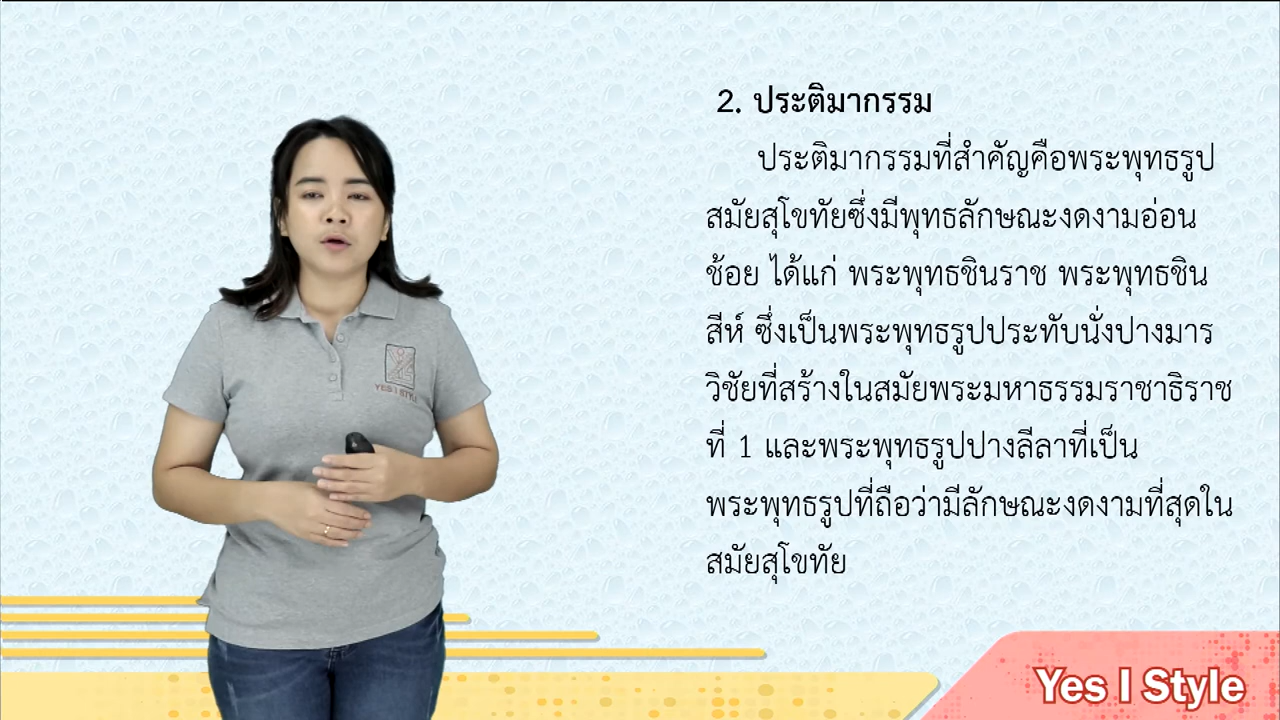 2. ประติมากรรม
ประติมากรรมที่สำคัญคือพระพุทธรูป
สมัยสุโขทัยซึ่งมีพุทธลักษณะงดงามอ่อน
ช้อย ได้แก่ พระพุทธชินราช พระพุทธชิน
สีห์ ซึ่งเป็นพระพุทธรูปประทับนั่งปางมาร
วิชัยที่สร้างในสมัยพระมหาธรรมราชาธิราช
ที่ 1 และพระพุทธรูปปางลีลาที่เป็น
พระพุทธรูปที่ถือว่ามีลักษณะงดงามที่สุดใน
สมัยสุโขทัย
YES I STYLE
Yes I Style